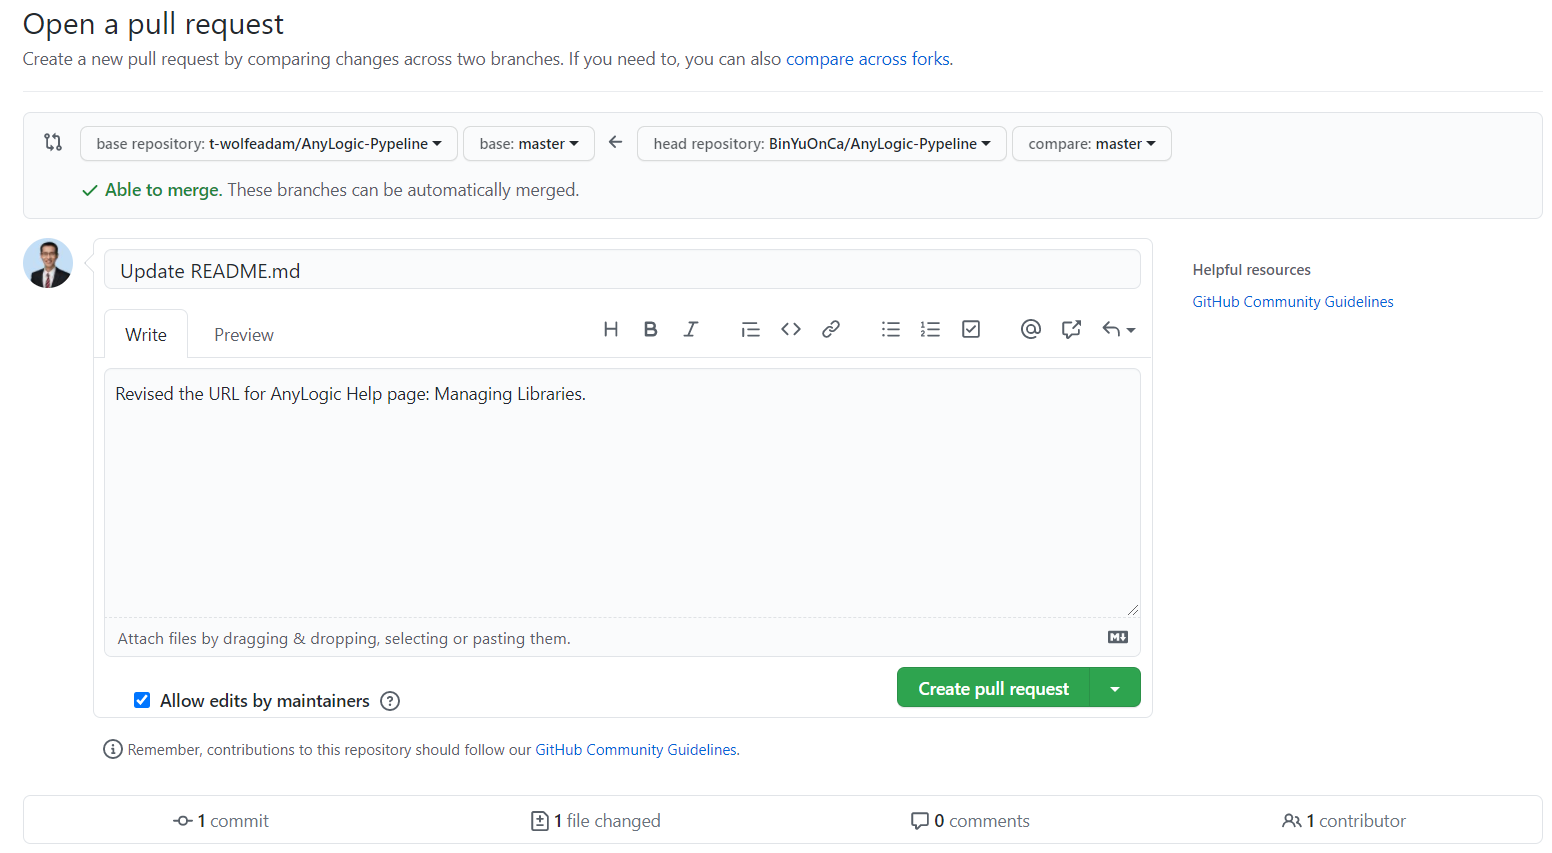 Open a pull request
Create a new pull request by comparing changes across two branches. If you need to, you can also compare across forks.
base repository: t-wolfeadam/AnyLogic-Pypeline base: master head repository: BinYuOnCa/AnyLogic-Pypeline compare: master
Able to merge. These branches can be automatically merged.
Update README.md
Helpful resources
GitHub Community Guidelines
Write Preview
Revised the URL for AnyLogic Help page: Managing Libraries.
Attach files by dragging & dropping, selecting or pasting them.
Create pull request
Allow edits by maintainers
Remember, contributions to this repository should follow our GitHub Community Guidelines.
1 commit 1 file changed 0 comments 1 contributor